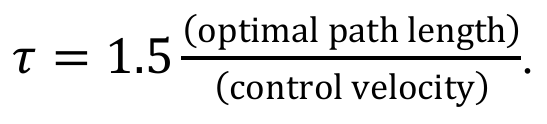 τ = 1.5 (optimal path length) / (control velocity).